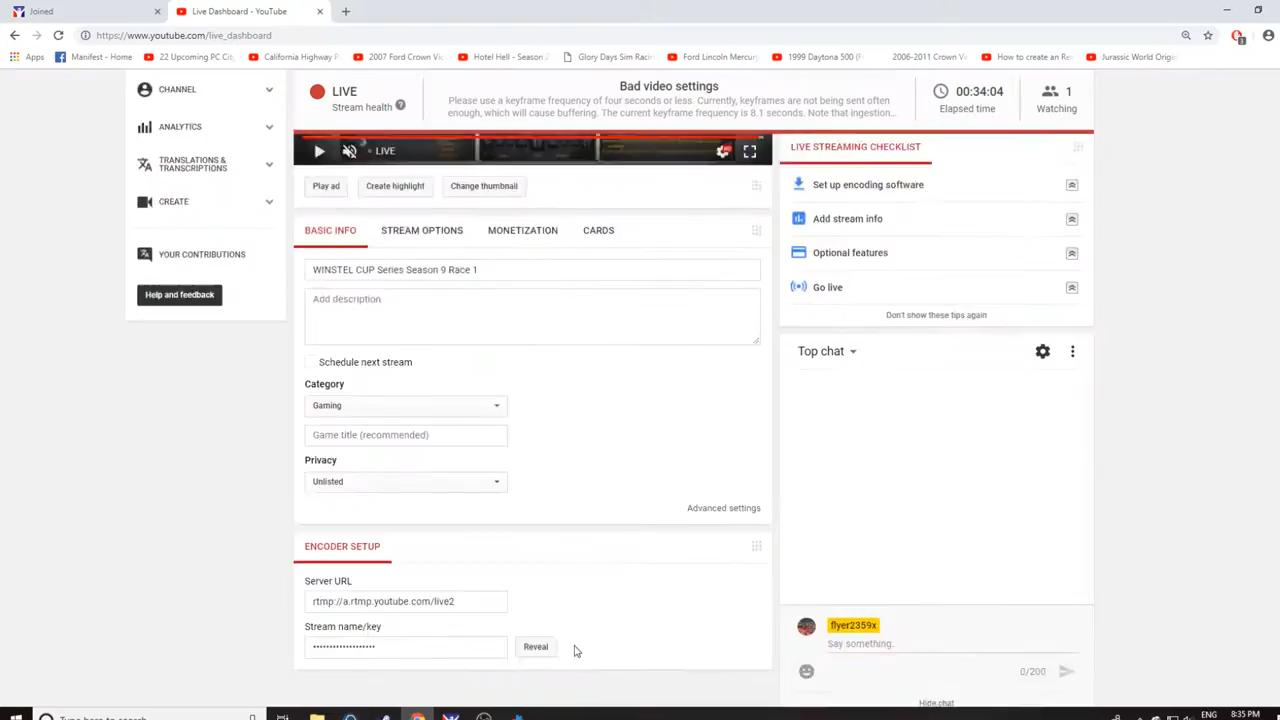 Joined
Live Dashboard - YouTube
https://www.youtube.com/live_dashboard
Apps
Manifest - Home
22 Upcoming PC City
California Highway P
2007 Ford Crown Vic
Hotel Hell - Season 2
Glory Days Sim Racing
Ford Lincoln Mercury
1999 Daytona 500 (F
2006-2011 Crown V
How to create an Re
Jurassic World Origin
CHANNEL
ANALYTICS
TRANSLATIONS &
TRANSCRIPTIONS
CREATE
YOUR CONTRIBUTIONS
Help and feedback
LIVE
Stream health ?
Bad video settings
Please use a keyframe frequency of four seconds or less. Currently, keyframes are not being sent often
enough, which will cause buffering. The current keyframe frequency is 8.1 seconds. Note that ingestion...
00:34:04
Elapsed time
1
Watching
LIVE
Play ad
Create highlight
Change thumbnail
BASIC INFO
STREAM OPTIONS
MONETIZATION
CARDS
WINSTEL CUP Series Season 9 Race 1
Add description
Schedule next stream
Category
Gaming
Game title (recommended)
Privacy
Unlisted
Advanced settings
ENCODER SETUP
Server URL
rtmp://a.rtmp.youtube.com/live2
Stream name/key
•••••••••••••••••••
Reveal
LIVE STREAMING CHECKLIST
Set up encoding software
Add stream info
Optional features
Go live
Don't show these tips again
Top chat
flyer2359x
Say something.
0/200
Hide chat
Type here to search
ENG
8:35 PM